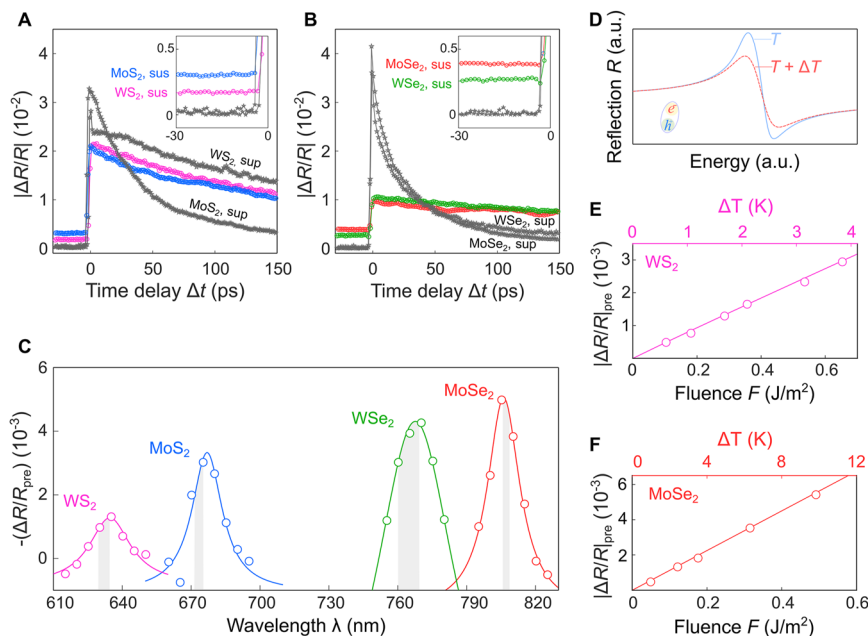 A
|ΔR/R| (10⁻²)
4
3
2
1
0
0
50
100
150
Time delay Δt (ps)
0.5
0
-30
0
MoS₂, sus
WS₂, sus
WS₂, sup
MoS₂, sup
B
|ΔR/R| (10⁻²)
4
3
2
1
0
0
50
100
150
Time delay Δt (ps)
0.5
0
-30
0
MoSe₂, sus
WSe₂, sus
WSe₂, sup
MoSe₂, sup
D
Reflection R (a.u.)
T
T + ΔT
e
h
Energy (a.u.)
E
ΔT (K)
0
1
2
3
4
WS₂
|ΔR/R|pre (10⁻³)
3
2
1
0
0.2
0.4
0.6
Fluence F (J/m²)
C
-(ΔR/Rpre) (10⁻³)
6
4
2
0
WS₂
MoS₂
WSe₂
MoSe₂
610
640
670
700
730
760
790
820
Wavelength λ (nm)
F
ΔT (K)
0
4
8
12
MoSe₂
|ΔR/R|pre (10⁻³)
6
4
2
0
0.2
0.4
0.6
Fluence F (J/m²)